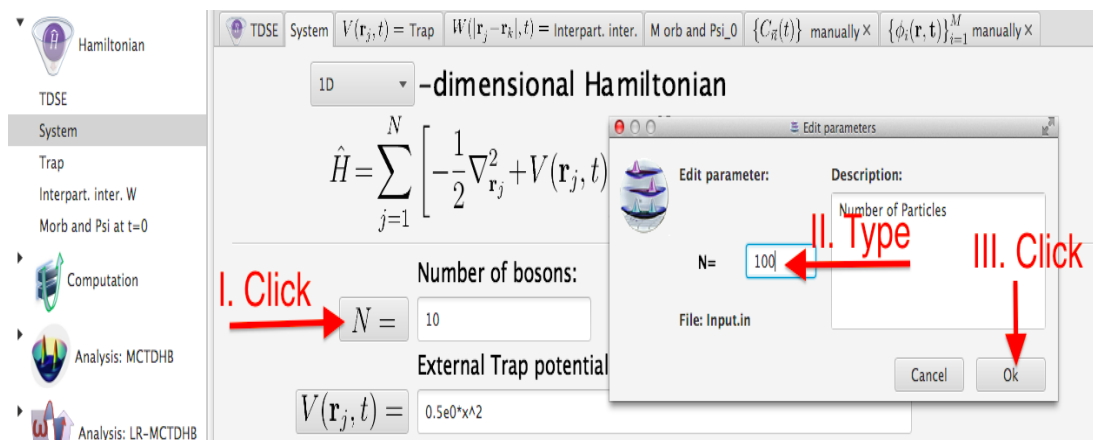 Hamiltonian
TDSE
System
Trap
Interpart. inter. W
Morb and Psi at t=0
Computation
Analysis: MCTDHB
Analysis: LR-MCTDHB
TDSE System V(r_j,t) = Trap W(|r_j−r_k|,t) = Interpart. inter. M orb and Psi_0 {C_n⃗(t)} manually × {ϕ_i(r,t)}_{i=1}^M manually ×
1D −dimensional Hamiltonian
Ĥ = ∑_{j=1}^{N} [ −1/2 ∇²_{r_j} + V(r_j,t)
Number of bosons:
I. Click
N = 10
External Trap potential
V(r_j,t) = 0.5e0*x^2
Edit parameters
Edit parameter: Description:
Number of Particles
II. Type
N= 100
III. Click
File: Input.in
Cancel Ok